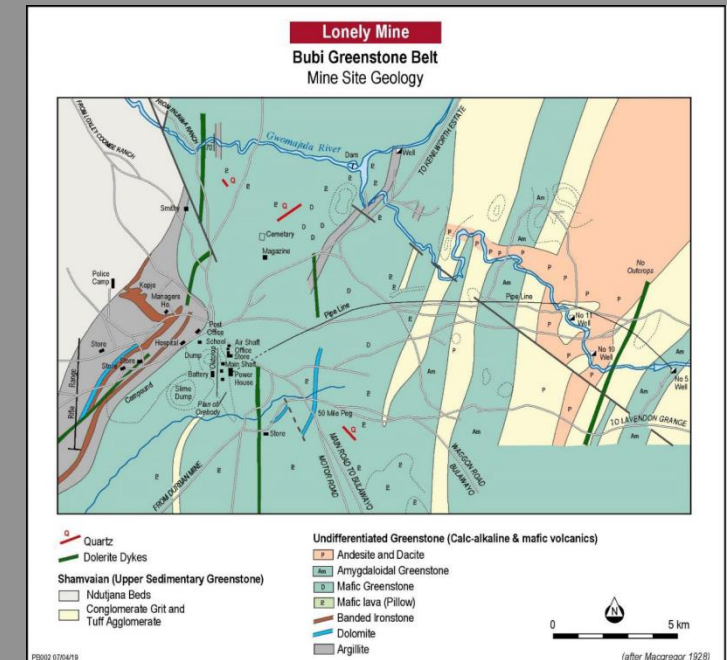 Lonely Mine
Bubi Greenstone Belt
Mine Site Geology
FROM LOXLEY COOMBE RANCH
Gwomajida River
Dam
Well
TO KENILWORTH ESTATE
Smithy
Q
Q
Cemetary
Magazine
Police
Camp
Kopje
Managers
Ho.
Post
Office
School
Hospital
Air Shaft
Office
Store
Main Shaft
Power
House
Dump
Battery
Store
Store
Store
Compound
Rifle
Range
Slime
Dump
Plan of
Orebody
Pipe Line
Pipe Line
No
Outcrops
No 11
Well
No 10
Well
No 5
Well
50 Mile Peg
Q
Store
FROM DURBAN MINE
MAIN ROAD TO BULAWAYO
MOTOR ROAD
WAGGON ROAD
BULAWAYO
TO LAVENDON GRANGE
Q
Quartz
Dolerite Dykes
Shamvaian (Upper Sedimentary Greenstone)
Ndutjana Beds
Conglomerate Grit and
Tuff Agglomerate
Undifferentiated Greenstone (Calc-alkaline & mafic volcanics)
P Andesite and Dacite
Am Amygdaloidal Greenstone
D Mafic Greenstone
Mafic lava (Pillow)
Banded Ironstone
Dolomite
Argillite
N
0 5 km
PB002 07/04/19
(after Macgregor 1928)